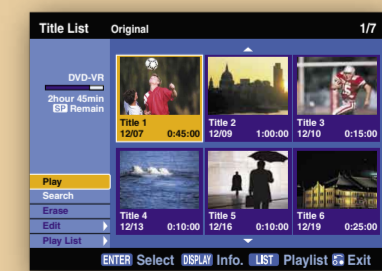 Title List Original 1/7
DVD-VR
2hour 45min
SP Remain
Title 1
12/07 0:45:00
Title 2
12/09 1:00:00
Title 3
12/10 0:15:00
Play
Search
Erase
Edit
Play List
Title 4
12/13 0:10:00
Title 5
12/16 0:10:00
Title 6
12/19 0:25:00
ENTER Select DISPLAY Info. LIST Playlist Exit